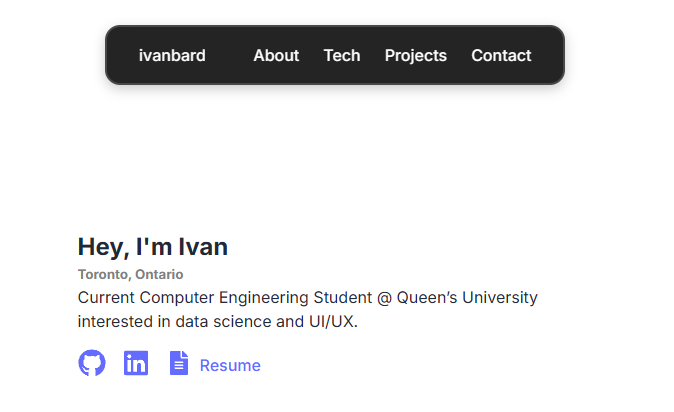 ivanbard About Tech Projects Contact
Hey, I'm Ivan
Toronto, Ontario
Current Computer Engineering Student @ Queen’s University
interested in data science and UI/UX.
in Resume